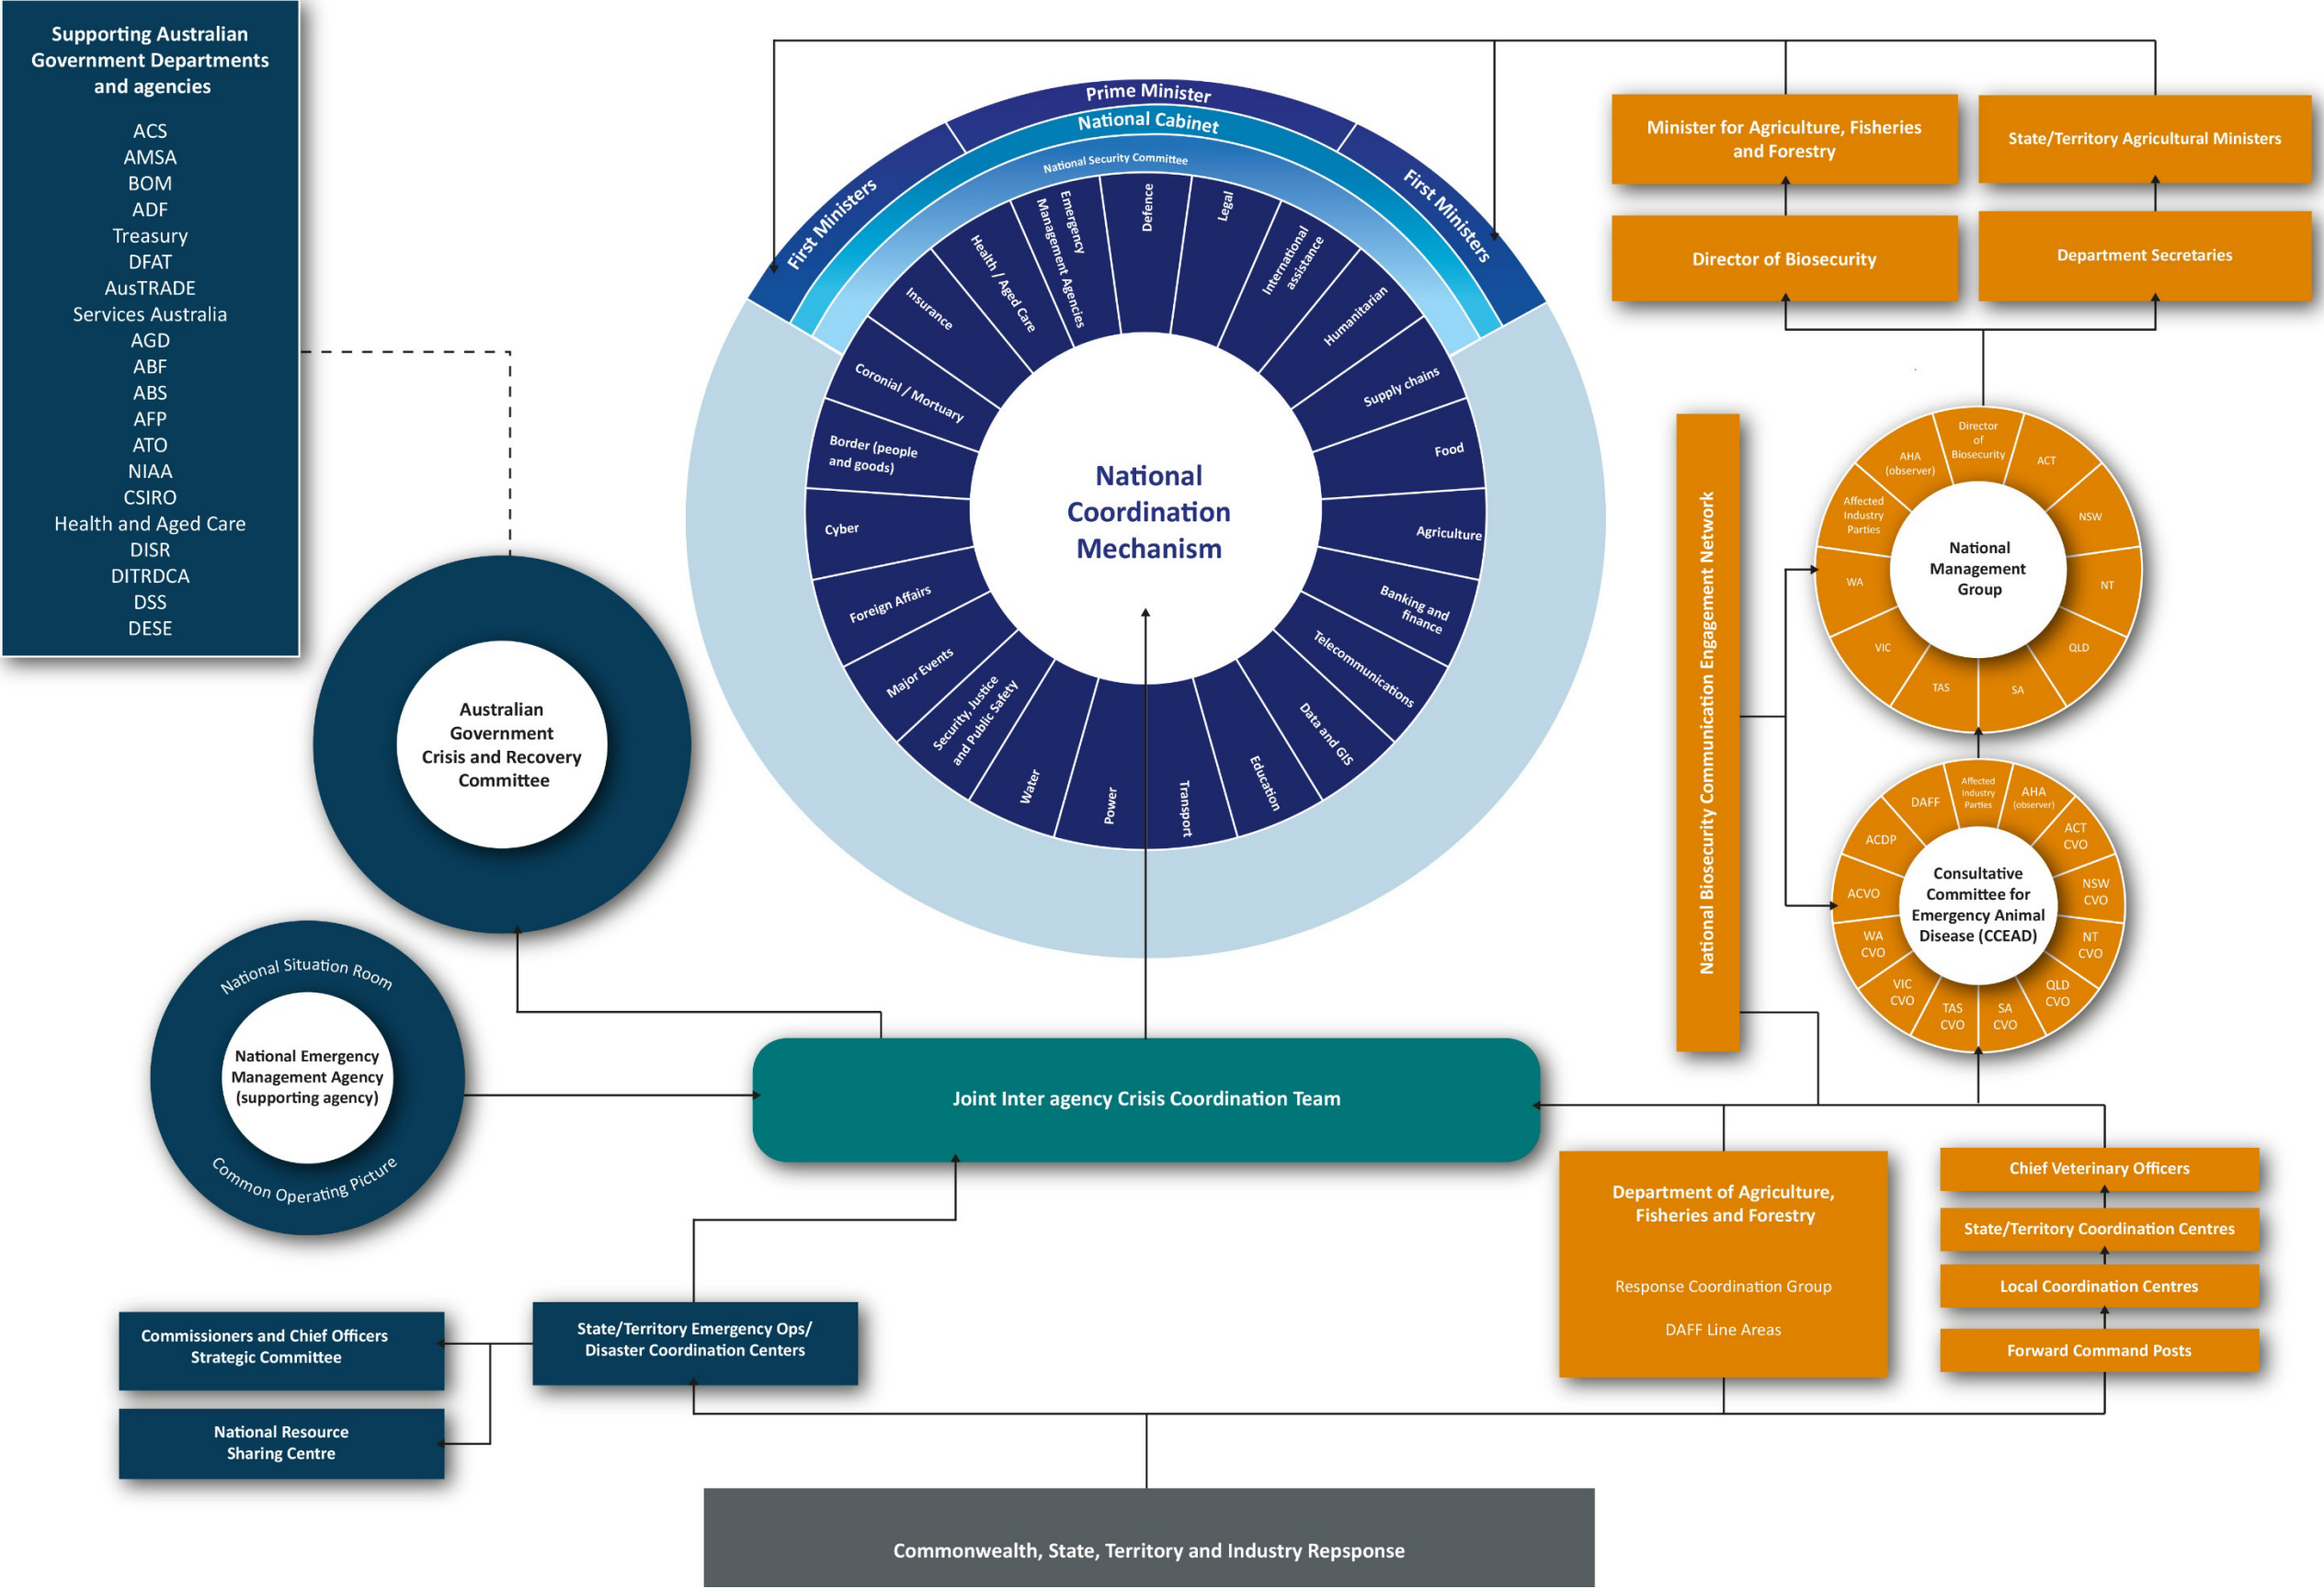 Supporting Australian
Government Departments
and agencies
ACS
AMSA
BOM
ADF
Treasury
DFAT
AusTRADE
Services Australia
AGD
ABF
ABS
AFP
ATO
NIAA
CSIRO
Health and Aged Care
DISR
DITRDCA
DSS
DESE
Australian
Government
Crisis and Recovery
Committee
National Situation Room
National Emergency
Management Agency
(supporting agency)
Common Operating Picture
Prime Minister
First Ministers
First Ministers
National Cabinet
National Security Committee
National
Coordination
Mechanism
Defence
Legal
International
assistance
Humanitarian
Supply chains
Food
Agriculture
Banking and
finance
Telecommunications
Data and GIS
Education
Transport
Power
Water
Security, Justice
and Public Safety
Major Events
Foreign Affairs
Cyber
Border (people
and goods)
Coronial / Mortuary
Insurance
Health / Aged Care
Emergency
Management Agencies
Minister for Agriculture, Fisheries
and Forestry
State/Territory Agricultural Ministers
Director of Biosecurity
Department Secretaries
National Biosecurity Communication Engagement Network
National
Management
Group
Director
of
Biosecurity
ACT
NSW
NT
QLD
SA
TAS
VIC
WA
Affected
Industry
Parties
AHA
(observer)
Consultative
Committee for
Emergency Animal
Disease (CCEAD)
Affected
Industry
Parties
AHA
(observer)
ACT
CVO
NSW
CVO
NT
CVO
QLD
CVO
SA
CVO
TAS
CVO
VIC
CVO
WA
CVO
ACVO
ACDP
DAFF
Joint Inter agency Crisis Coordination Team
Department of Agriculture,
Fisheries and Forestry
Response Coordination Group
DAFF Line Areas
Chief Veterinary Officers
State/Territory Coordination Centres
Local Coordination Centres
Forward Command Posts
Commissioners and Chief Officers
Strategic Committee
National Resource
Sharing Centre
State/Territory Emergency Ops/
Disaster Coordination Centers
Commonwealth, State, Territory and Industry Repsponse